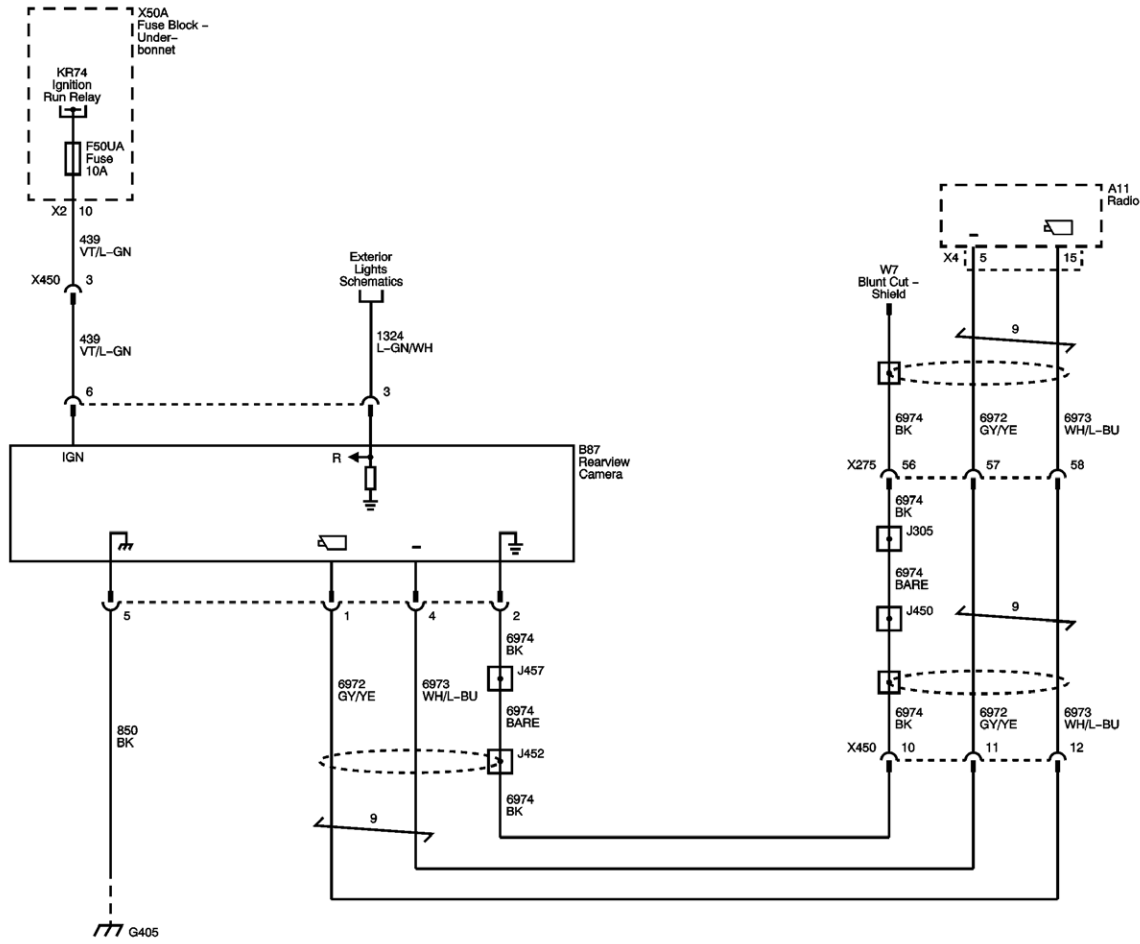 X50A
Fuse Block –
Under–
bonnet
KR74
Ignition
Run Relay
F50UA
Fuse
10A
X2 10
439
VT/L–GN
X450 3
439
VT/L–GN
6
Exterior
Lights
Schematics
1324
L–GN/WH
3
IGN
R
B87
Rearview
Camera
–
5
1
4
2
6974
BK
J457
6972
GY/YE
6973
WH/L–BU
6974
BARE
850
BK
J452
6974
BK
9
G405
A11
Radio
–
X4 5
15
W7
Blunt Cut –
Shield
9
6974
BK
6972
GY/YE
6973
WH/L–BU
X275 56
57
58
6974
BK
J305
6974
BARE
J450
9
6974
BK
6972
GY/YE
6973
WH/L–BU
X450 10
11
12